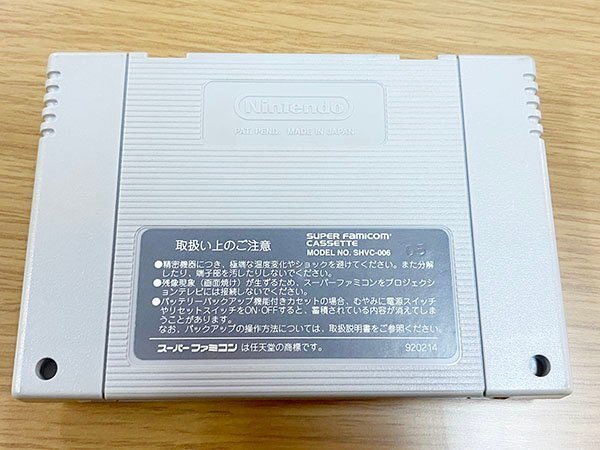 Nintendo
PAT. PEND. MADE IN JAPAN
取扱い上のご注意
SUPER FAMICOM
CASSETTE
MODEL NO. SHVC-006
●精密機器につき、極端な温度変化やショックを避けてください。また分解
したり、端子部を汚したりしないでください。
●残像現象（画面焼け）が生ずるため、スーパーファミコンをプロジェクショ
ンテレビには接続しないでください。
●バッテリーバックアップ機能付きカセットの場合、むやみに電源スイッチ
やリセットスイッチをON・OFFすると、蓄積されている内容が消えてしま
うことがあります。
なお、バックアップの操作方法については、取扱説明書をご参照ください。
スーパーファミコン は任天堂の商標です。
920214